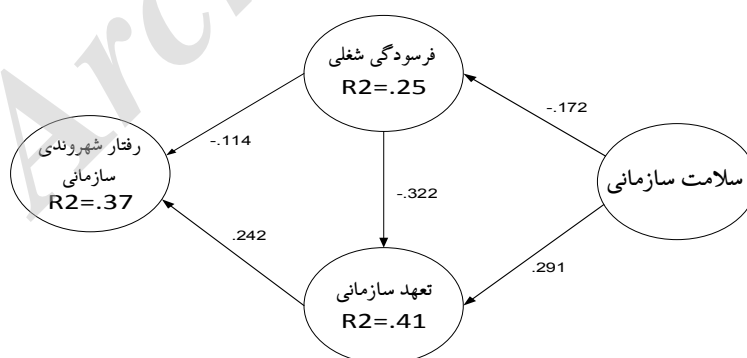 فرسودگی شغلی
R2=.25
-.172
-.114
رفتار شهروندی
سازمانی
R2=.37
سلامت سازمانی
-.322
.242
.291
تعهد سازمانی
R2=.41